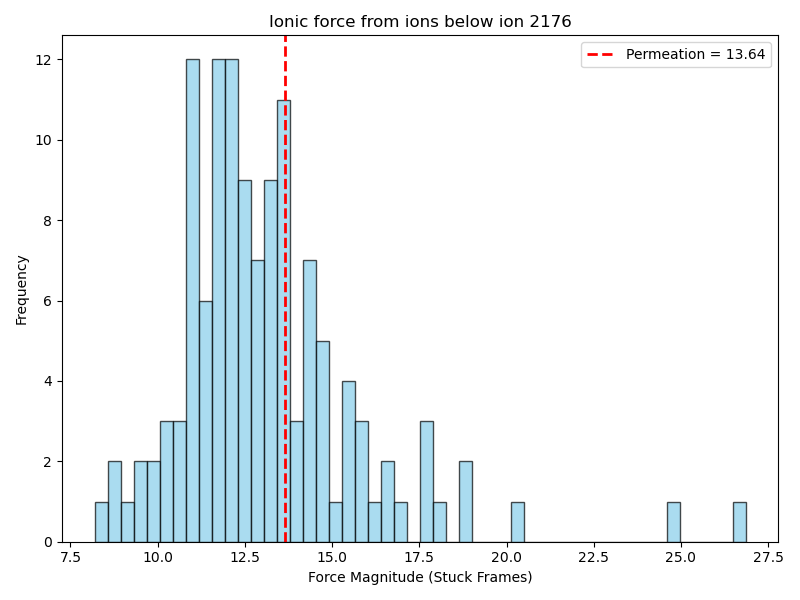 Ionic force from ions below ion 2176
Permeation = 13.64
12
10
8
6
4
2
0
Frequency
7.5 10.0 12.5 15.0 17.5 20.0 22.5 25.0 27.5
Force Magnitude (Stuck Frames)